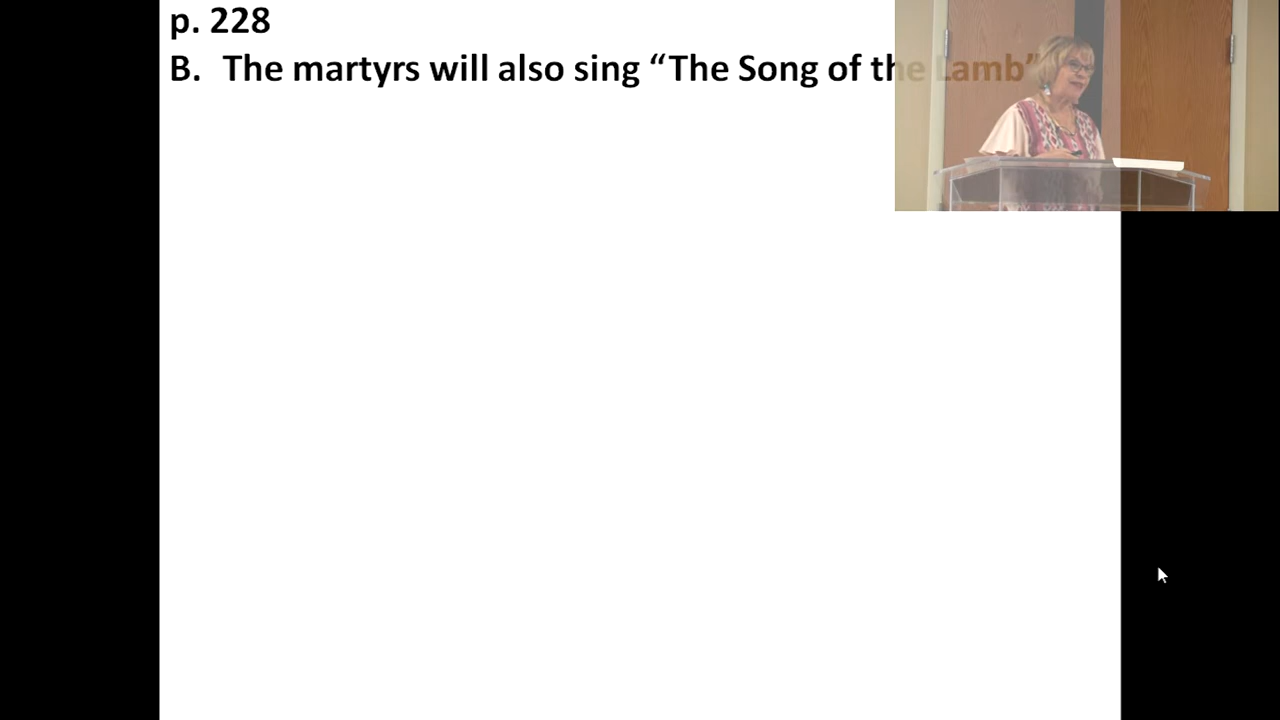 p. 228
B. The martyrs will also sing “The Song of the Lamb”